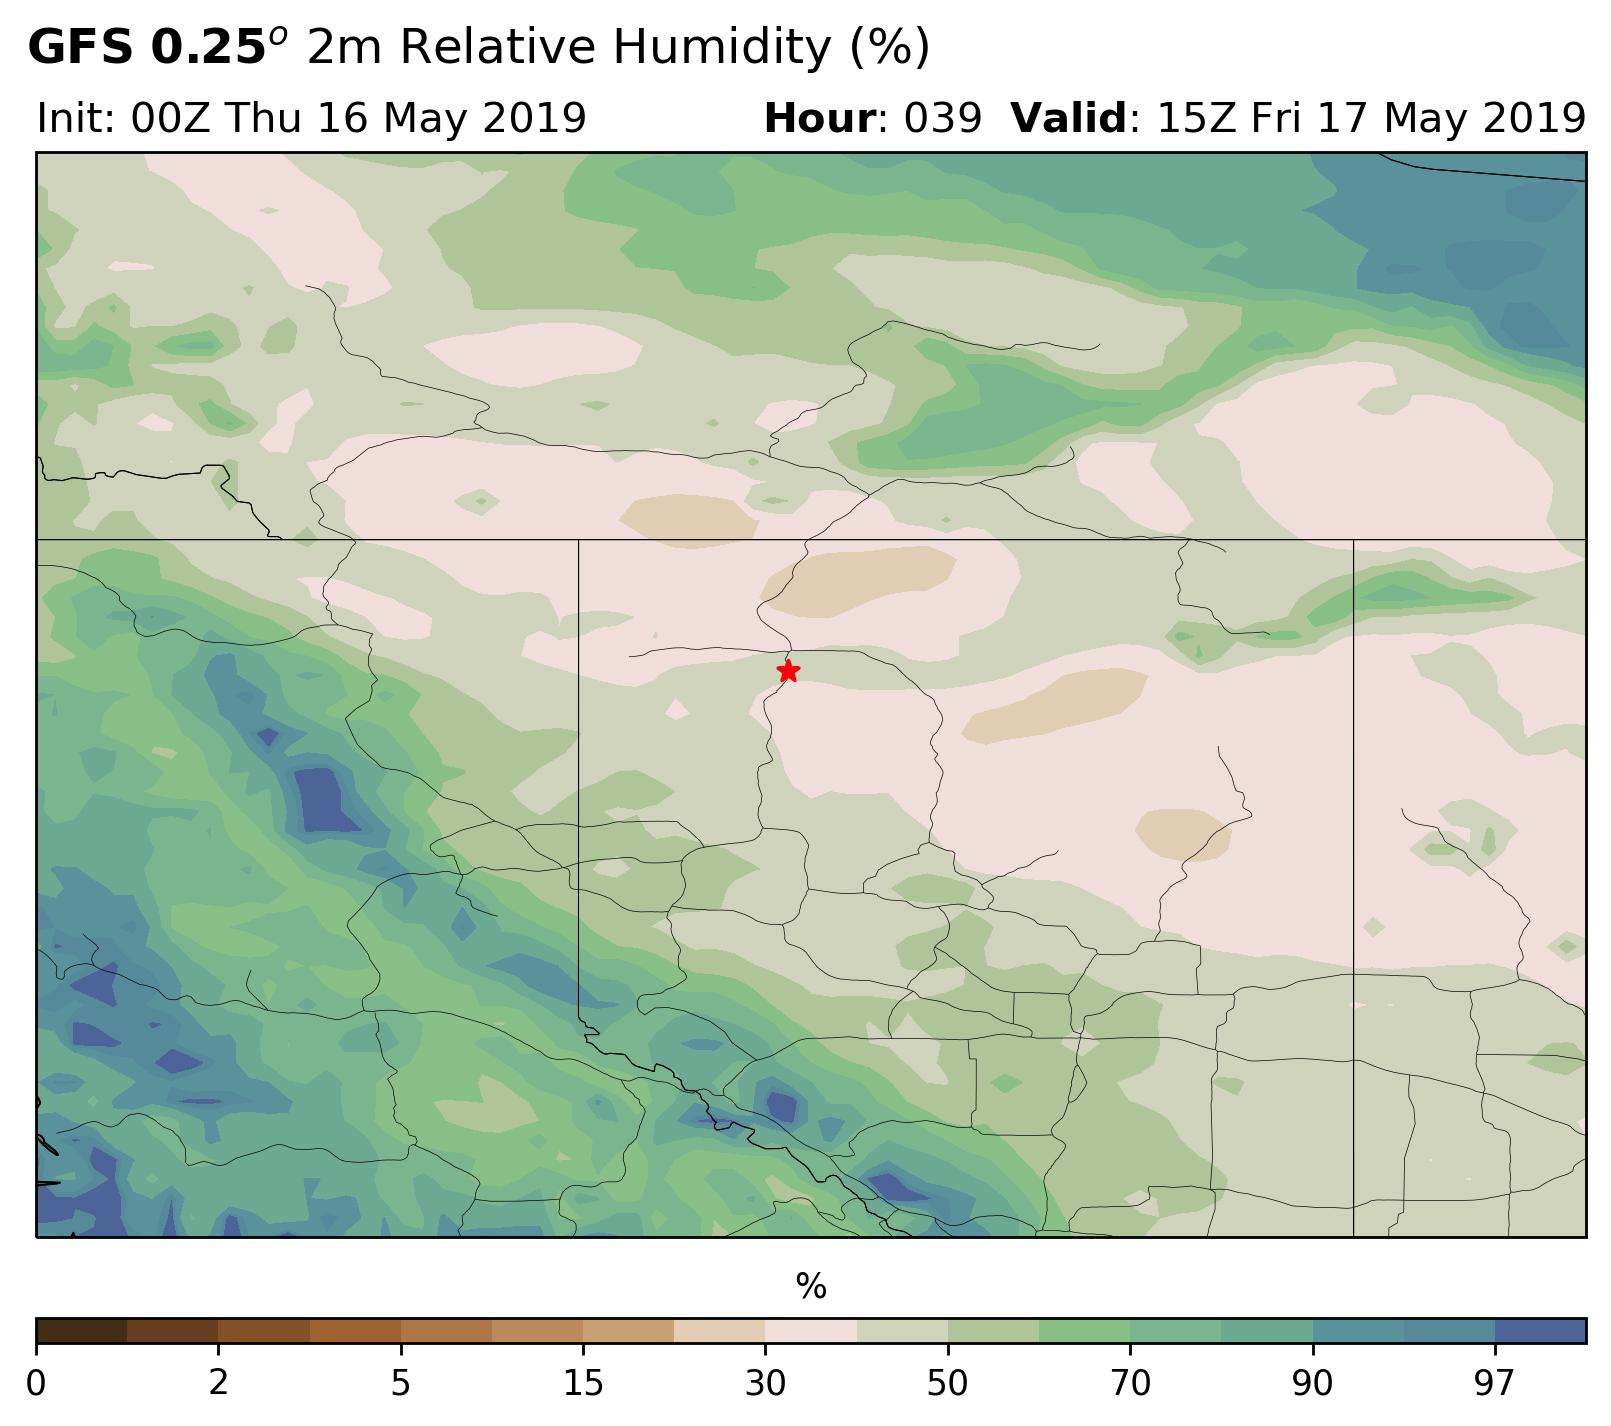 GFS 0.25° 2m Relative Humidity (%)
Init: 00Z Thu 16 May 2019 Hour: 039 Valid: 15Z Fri 17 May 2019
%
0 2 5 15 30 50 70 90 97